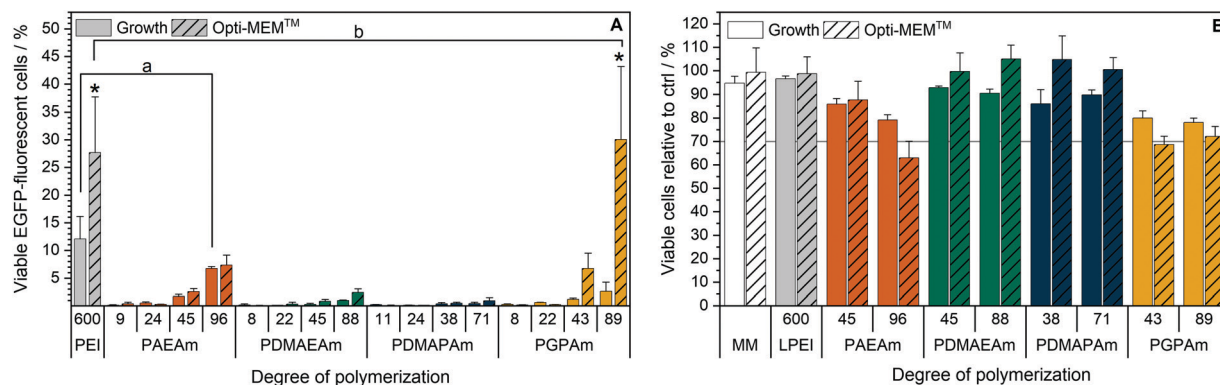 Viable EGFP-fluorescent cells / %
50
45
40
35
30
25
20
15
10
5
Growth Opti-MEM™
A
b
a
*
*
600 9 24 45 96 8 22 45 88 11 24 38 71 8 22 43 89
PEI PAEAm PDMAEAm PDMAPAm PGPAm
Degree of polymerization
Viable cells relative to ctrl / %
120
110
100
90
80
70
60
50
40
30
20
10
0
Growth Opti-MEM™
600 45 96 45 88 38 71 43 89
MM LPEI PAEAm PDMAEAm PDMAPAm PGPAm
Degree of polymerization